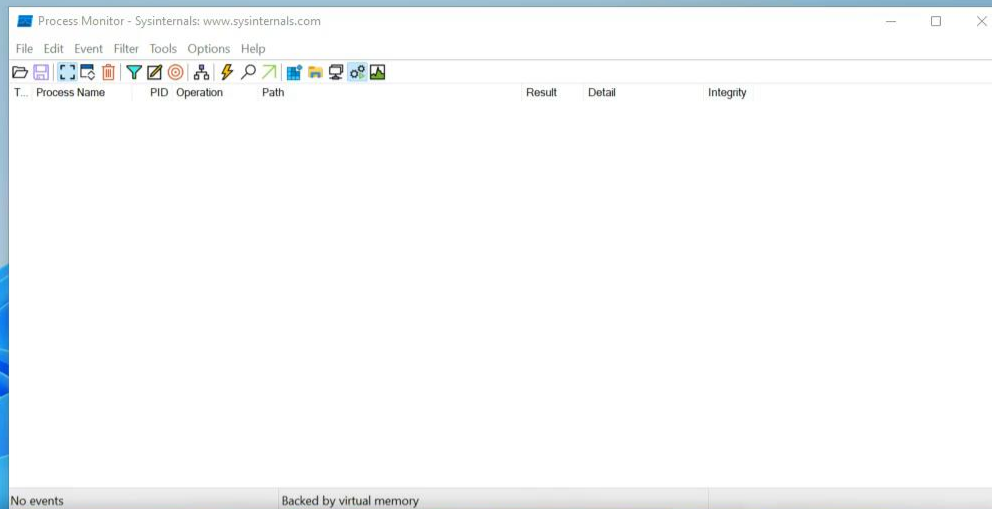 Process Monitor - Sysinternals: www.sysinternals.com
File Edit Event Filter Tools Options Help
T... Process Name PID Operation Path Result Detail Integrity
No events Backed by virtual memory